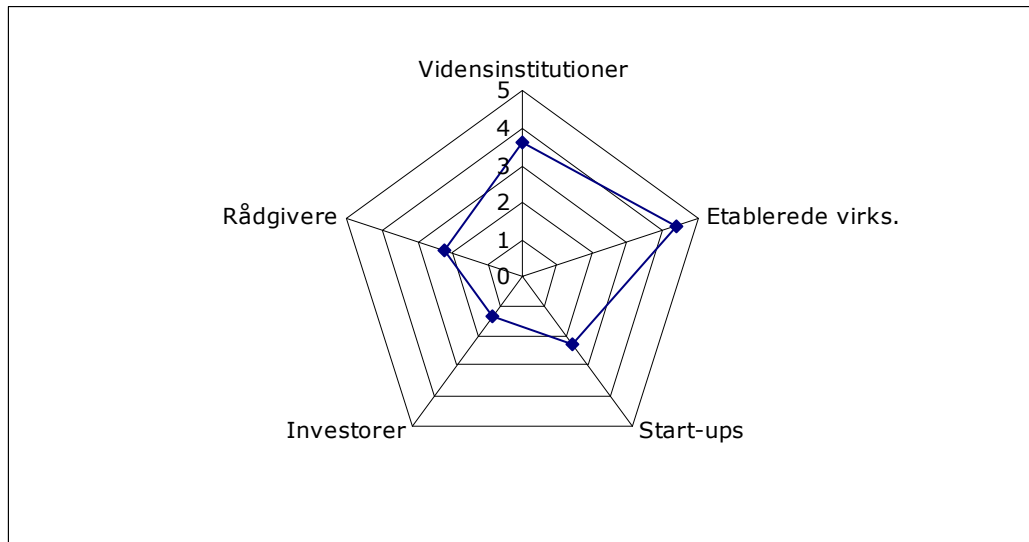 Vidensinstitutioner
5
4
3
2
1
0
Rådgivere
Etablerede virks.
Investorer
Start-ups